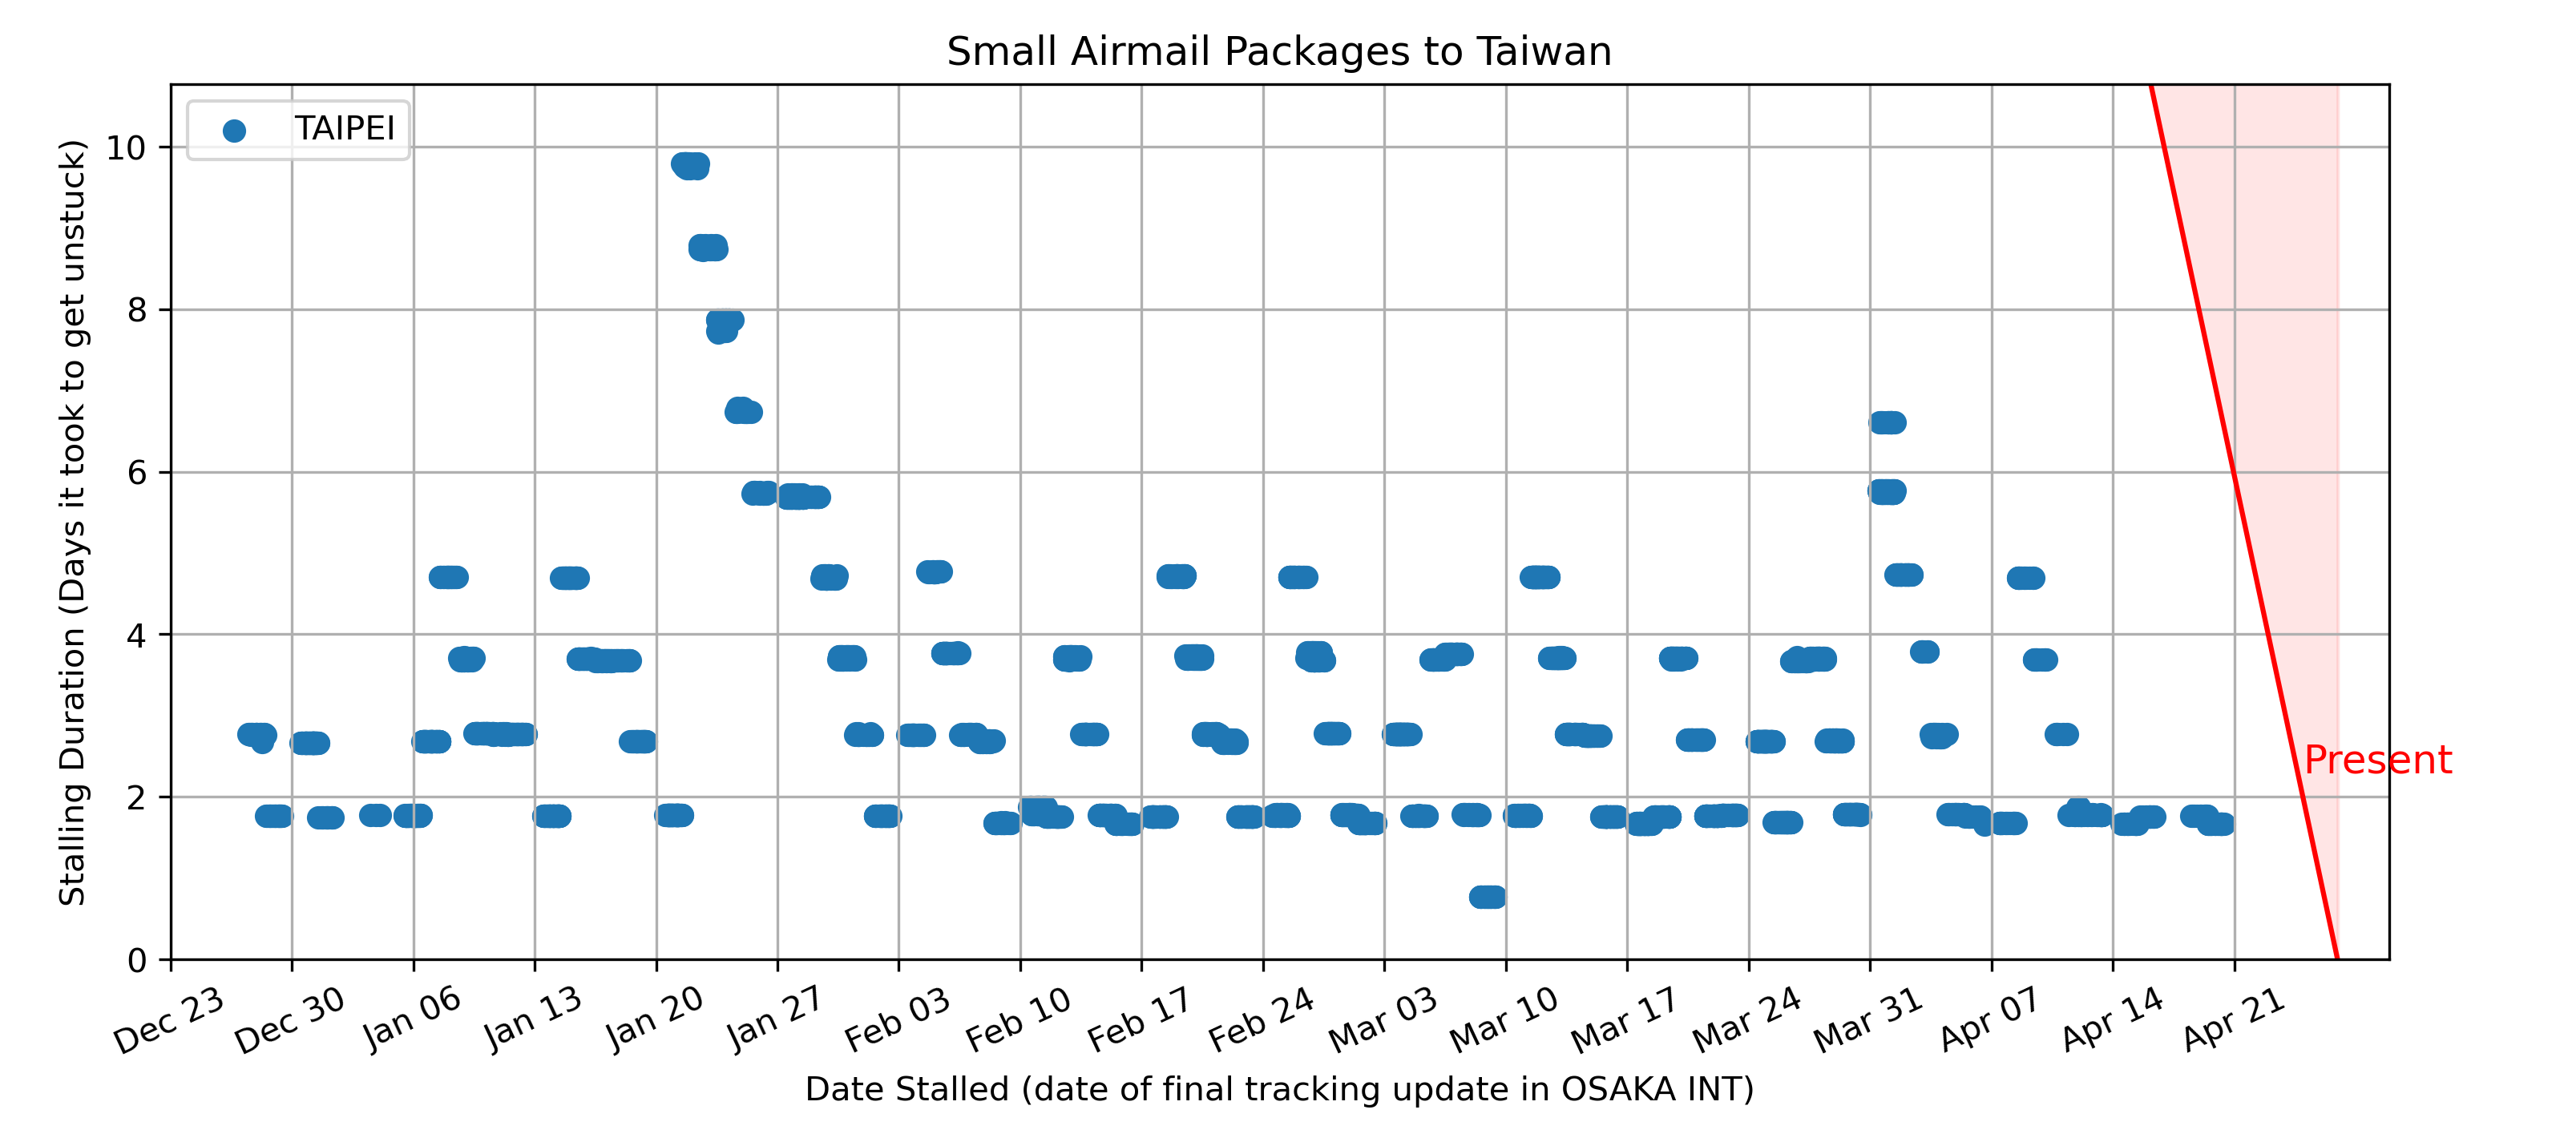 Small Airmail Packages to Taiwan
TAIPEI
Stalling Duration (Days it took to get unstuck)
10
8
6
4
2
0
Present
Dec 23
Dec 30
Jan 06
Jan 13
Jan 20
Jan 27
Feb 03
Feb 10
Feb 17
Feb 24
Mar 03
Mar 10
Mar 17
Mar 24
Mar 31
Apr 07
Apr 14
Apr 21
Date Stalled (date of final tracking update in OSAKA INT)